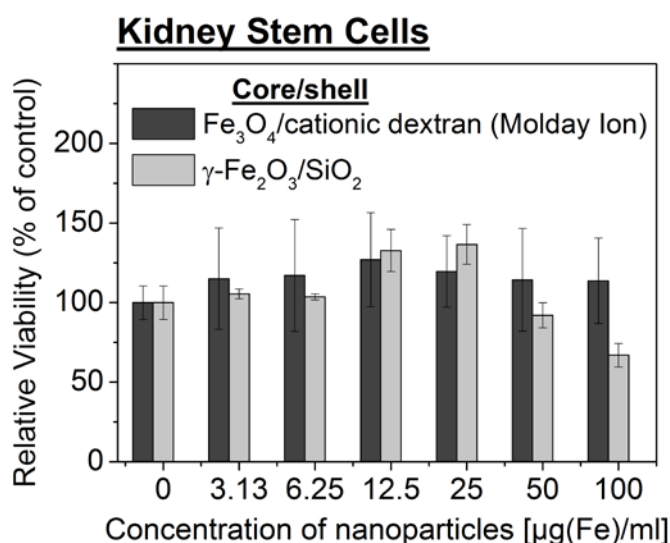 Kidney Stem Cells
Core/shell
Fe₃O₄/cationic dextran (Molday Ion)
γ-Fe₂O₃/SiO₂
Relative Viability (% of control)
200
150
100
50
0
0 3.13 6.25 12.5 25 50 100
Concentration of nanoparticles [µg(Fe)/ml]